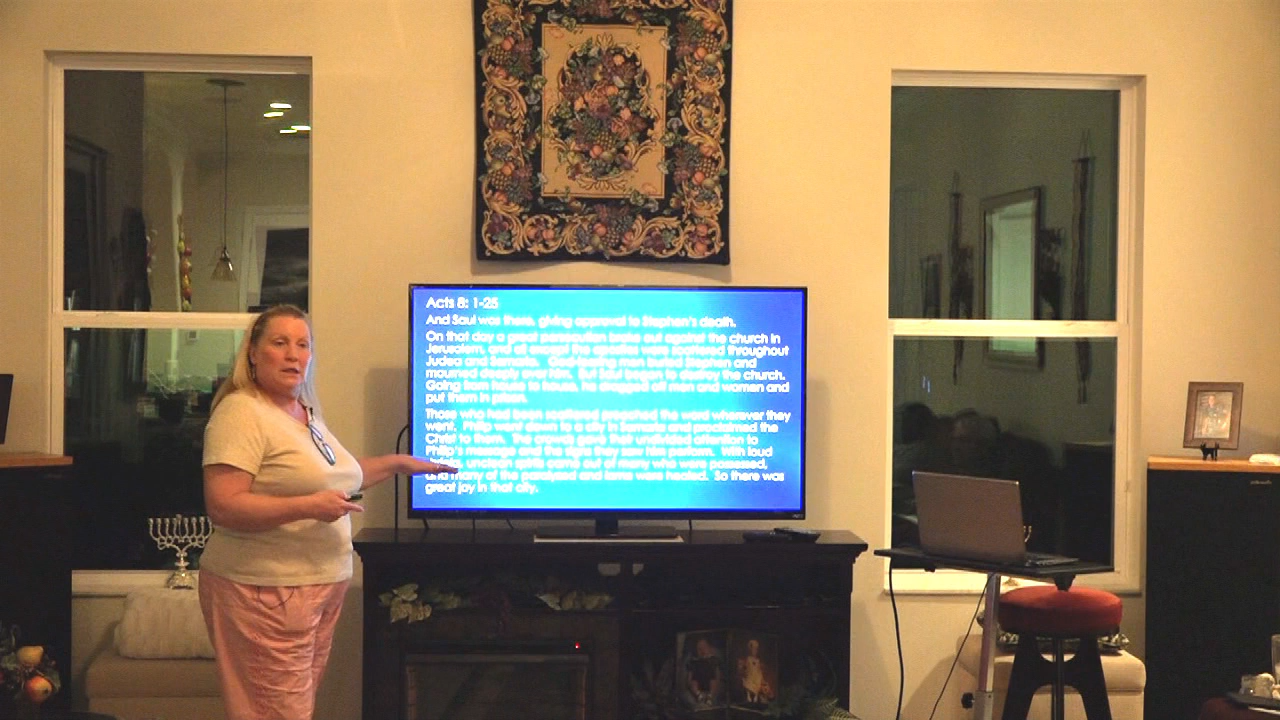 Acts 8: 1-25
And Saul was there, giving approval to Stephen's death.
On that day a great persecution broke out against the church in
Jerusalem, and all except the apostles were scattered throughout
Judea and Samaria. Godly men buried Stephen and
mourned deeply over him. But Saul began to destroy the church.
Going from house to house, he dragged off men and women and
put them in prison.
Those who had been scattered preached the word wherever they
went. Philip went down to a city in Samaria and proclaimed the
Christ to them. The crowds gave their undivided attention to
Philip's message and the signs they saw him perform. With loud
unclean spirits came out of many who were possessed,
and many of the paralyzed and lame were healed. So there was
great joy in that city.